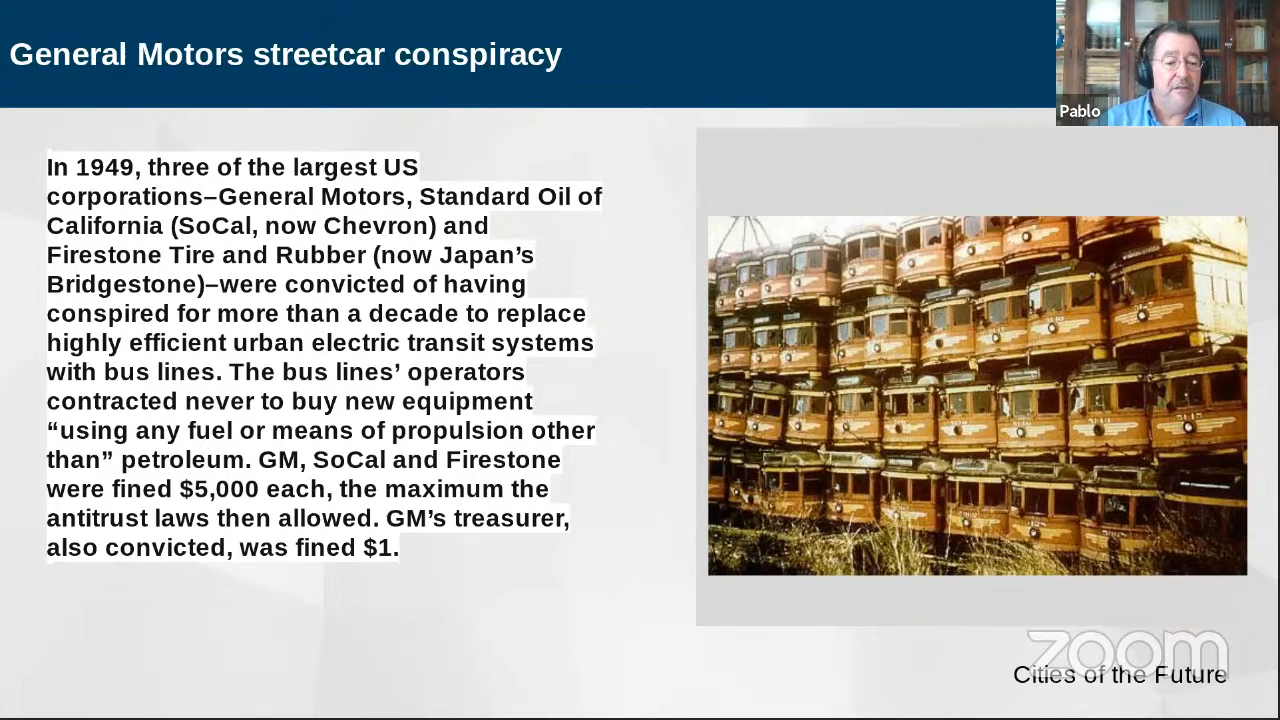 General Motors streetcar conspiracy
Pablo
In 1949, three of the largest US
corporations–General Motors, Standard Oil of
California (SoCal, now Chevron) and
Firestone Tire and Rubber (now Japan’s
Bridgestone)–were convicted of having
conspired for more than a decade to replace
highly efficient urban electric transit systems
with bus lines. The bus lines’ operators
contracted never to buy new equipment
“using any fuel or means of propulsion other
than” petroleum. GM, SoCal and Firestone
were fined $5,000 each, the maximum the
antitrust laws then allowed. GM’s treasurer,
also convicted, was fined $1.
zoom
Cities of the Future